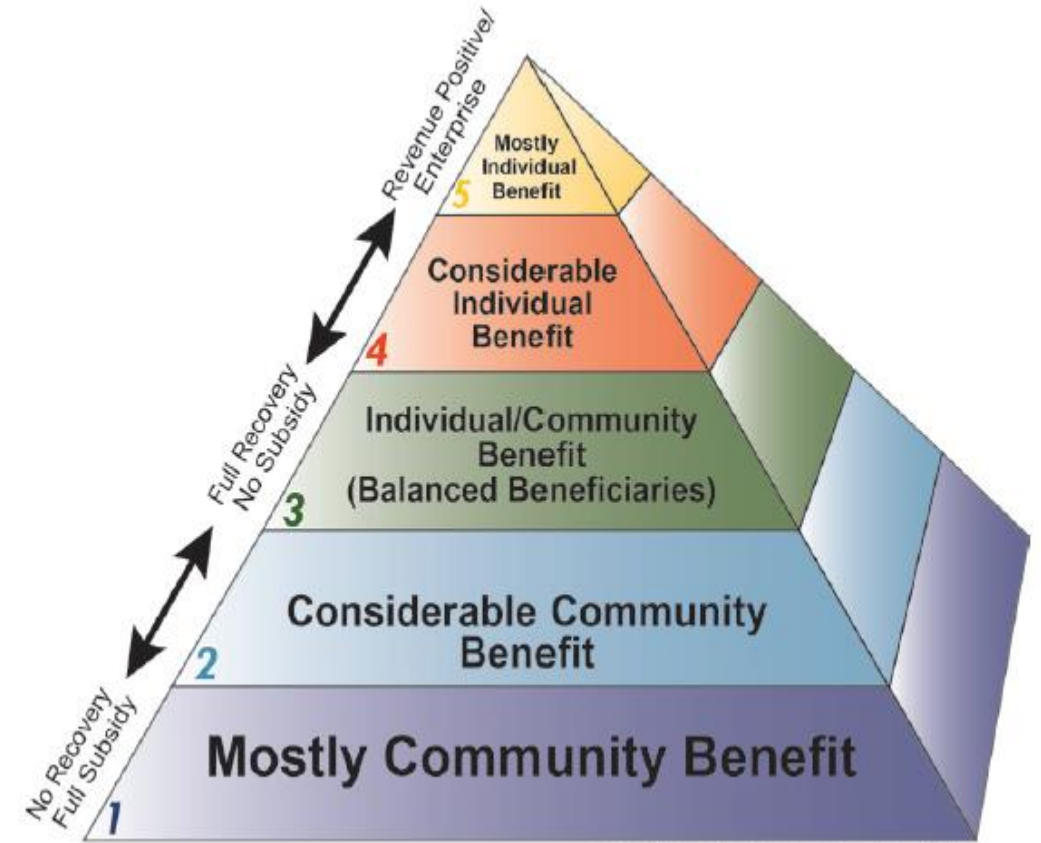 Revenue Positive/
Enterprise
Mostly
Individual
Benefit
5
Considerable
Individual
Benefit
4
Full Recovery
No Subsidy
Individual/Community
Benefit
(Balanced Beneficiaries)
3
Considerable Community
Benefit
2
No Recovery
Full Subsidy
Mostly Community Benefit
1